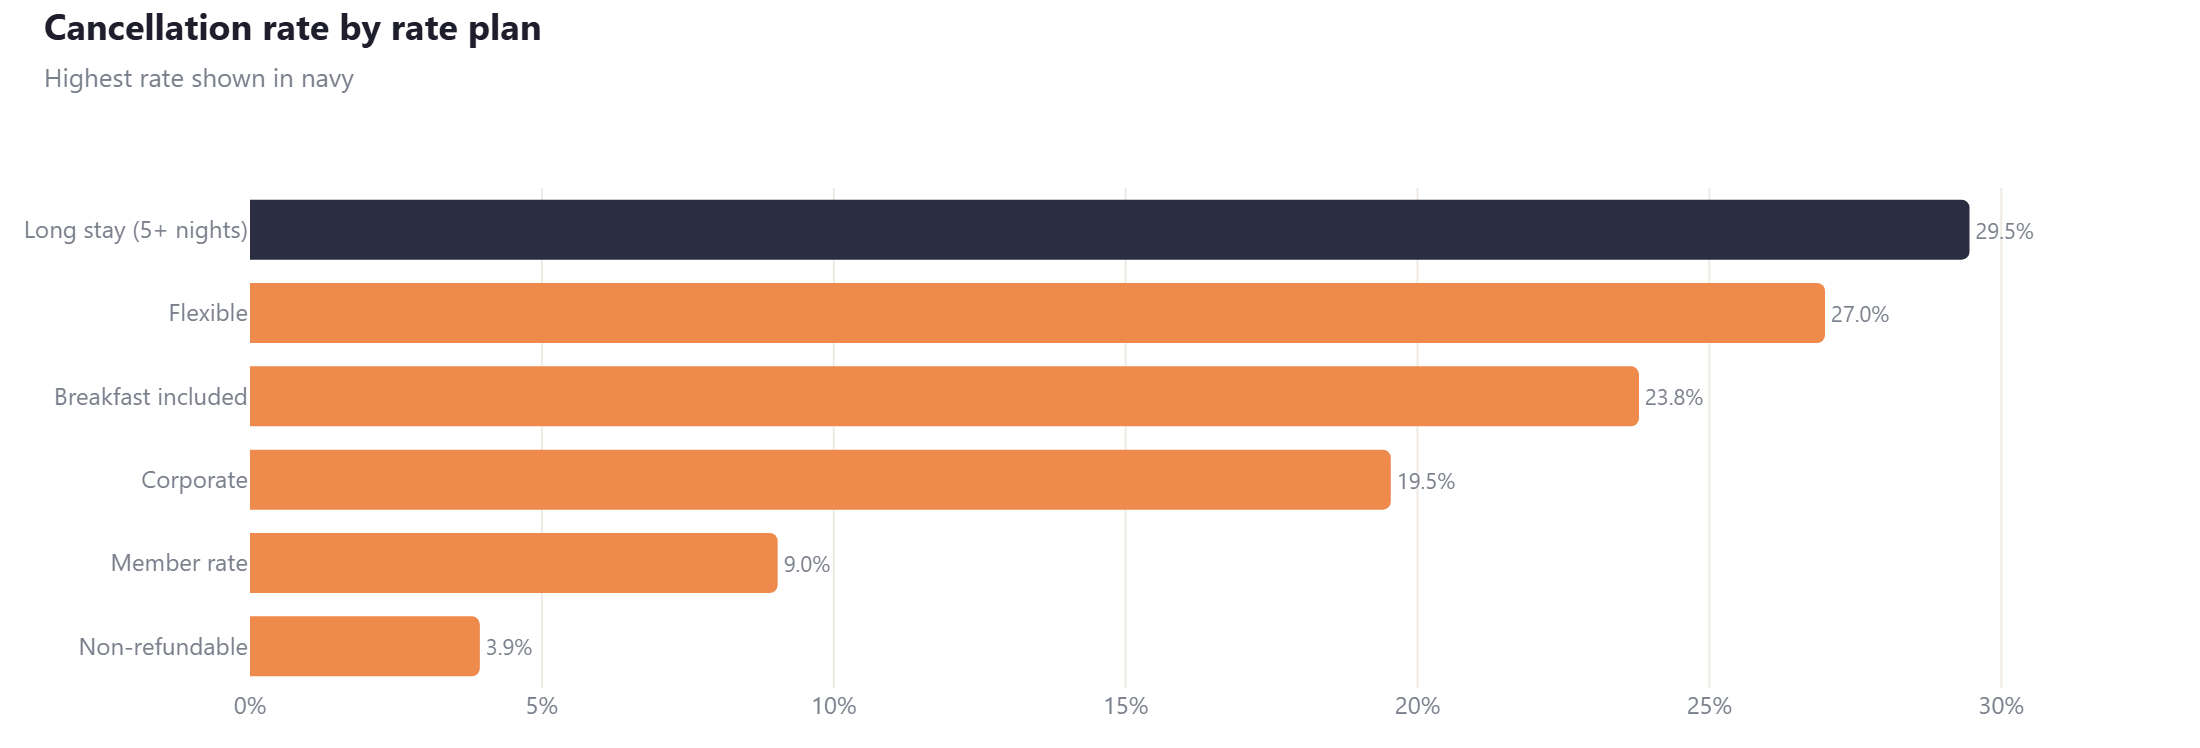 Cancellation rate by rate plan
Highest rate shown in navy
Long stay (5+ nights) 29.5%
Flexible 27.0%
Breakfast included 23.8%
Corporate 19.5%
Member rate 9.0%
Non-refundable 3.9%
0% 5% 10% 15% 20% 25% 30%